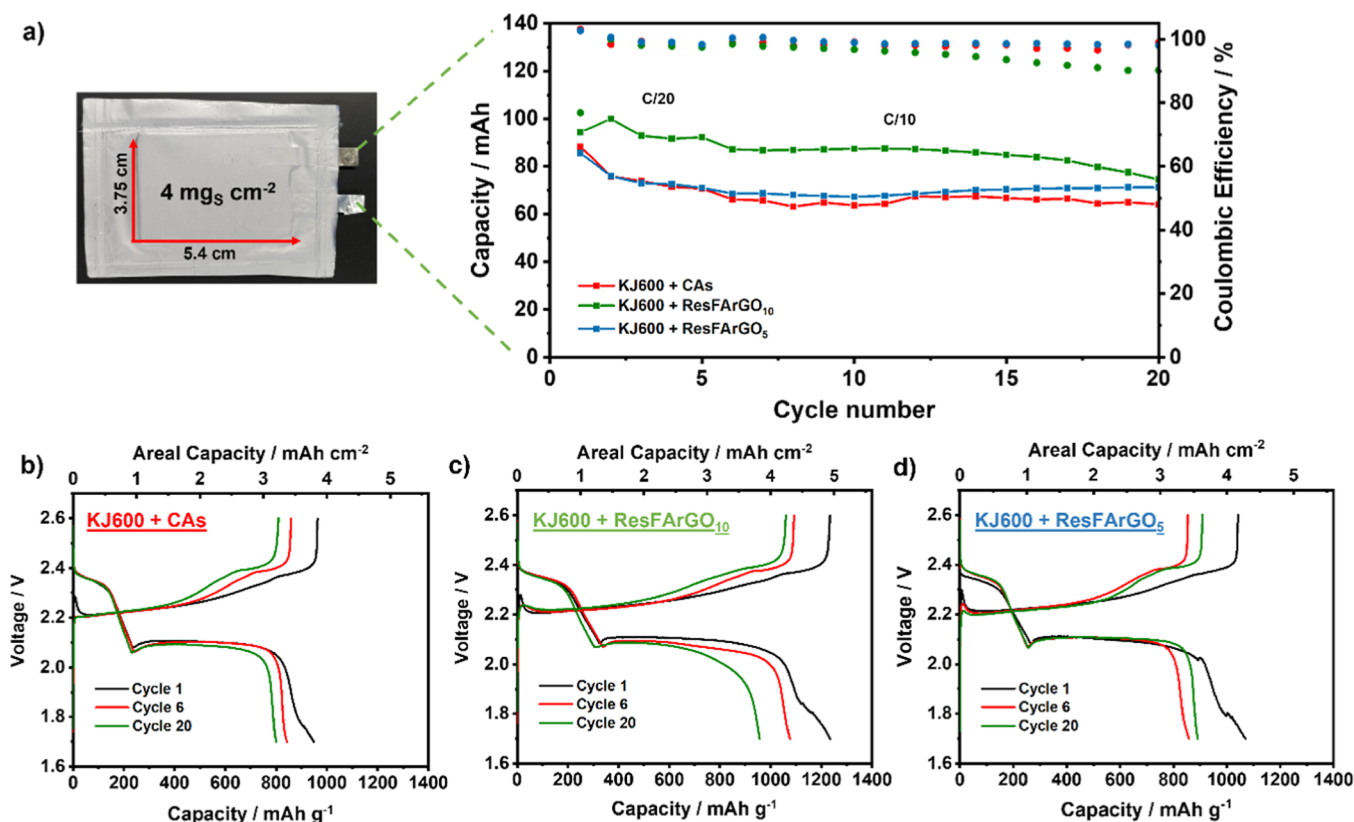 a)
3.75 cm
4 mgS cm-2
5.4 cm
Capacity / mAh
140
120
100
80
60
40
20
0
C/20
C/10
KJ600 + CAs
KJ600 + ResFArGO10
KJ600 + ResFArGO5
0 5 10 15 20
Cycle number
100
80
60
40
20
0
Coulombic Efficiency / %
b)
Areal Capacity / mAh cm-2
0 1 2 3 4 5
KJ600 + CAs
Voltage / V
2.6
2.4
2.2
2.0
1.8
1.6
Cycle 1
Cycle 6
Cycle 20
0 200 400 600 800 1000 1200 1400
Capacity / mAh g-1
c)
Areal Capacity / mAh cm-2
0 1 2 3 4 5
KJ600 + ResFArGO10
Voltage / V
2.6
2.4
2.2
2.0
1.8
1.6
Cycle 1
Cycle 6
Cycle 20
0 200 400 600 800 1000 1200 1400
Capacity / mAh g-1
d)
Areal Capacity / mAh cm-2
0 1 2 3 4 5
KJ600 + ResFArGO5
Voltage / V
2.6
2.4
2.2
2.0
1.8
1.6
Cycle 1
Cycle 6
Cycle 20
0 200 400 600 800 1000 1200 1400
Capacity / mAh g-1